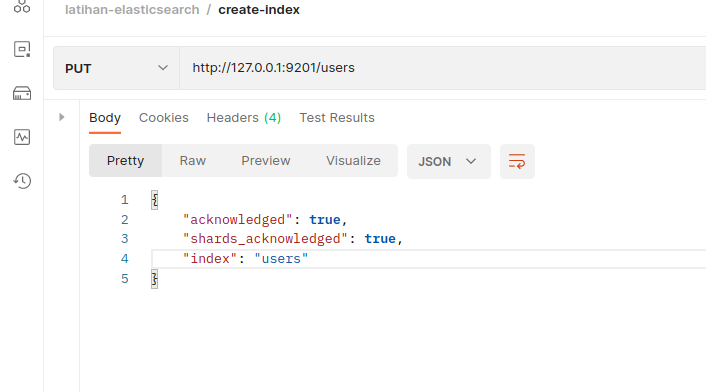 latihan-elasticsearch / create-index
PUT http://127.0.0.1:9201/users
Body Cookies Headers (4) Test Results
Pretty Raw Preview Visualize JSON
1 {
2 "acknowledged": true,
3 "shards_acknowledged": true,
4 "index": "users"
5 }